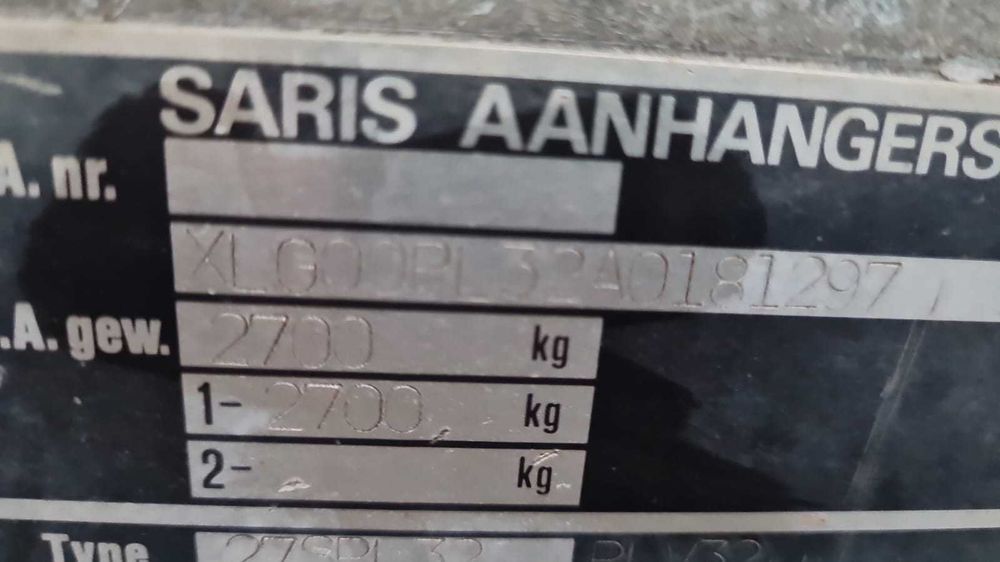 SARIS AANHANGERS
A. nr.
XLG00PL32A0181297
.A. gew. 2700 kg
1- 2700 kg
2- kg
Type